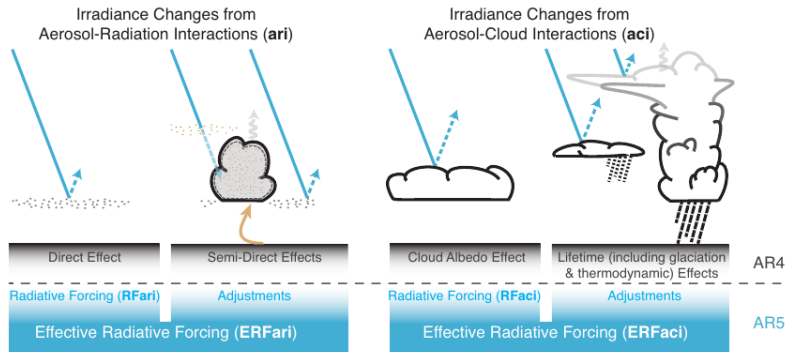 Irradiance Changes from
Aerosol-Radiation Interactions (ari)
Irradiance Changes from
Aerosol-Cloud Interactions (aci)
Direct Effect
Semi-Direct Effects
Cloud Albedo Effect
Lifetime (including glaciation
& thermodynamic) Effects
AR4
Radiative Forcing (RFari)
Adjustments
Radiative Forcing (RFaci)
Adjustments
AR5
Effective Radiative Forcing (ERFari)
Effective Radiative Forcing (ERFaci)